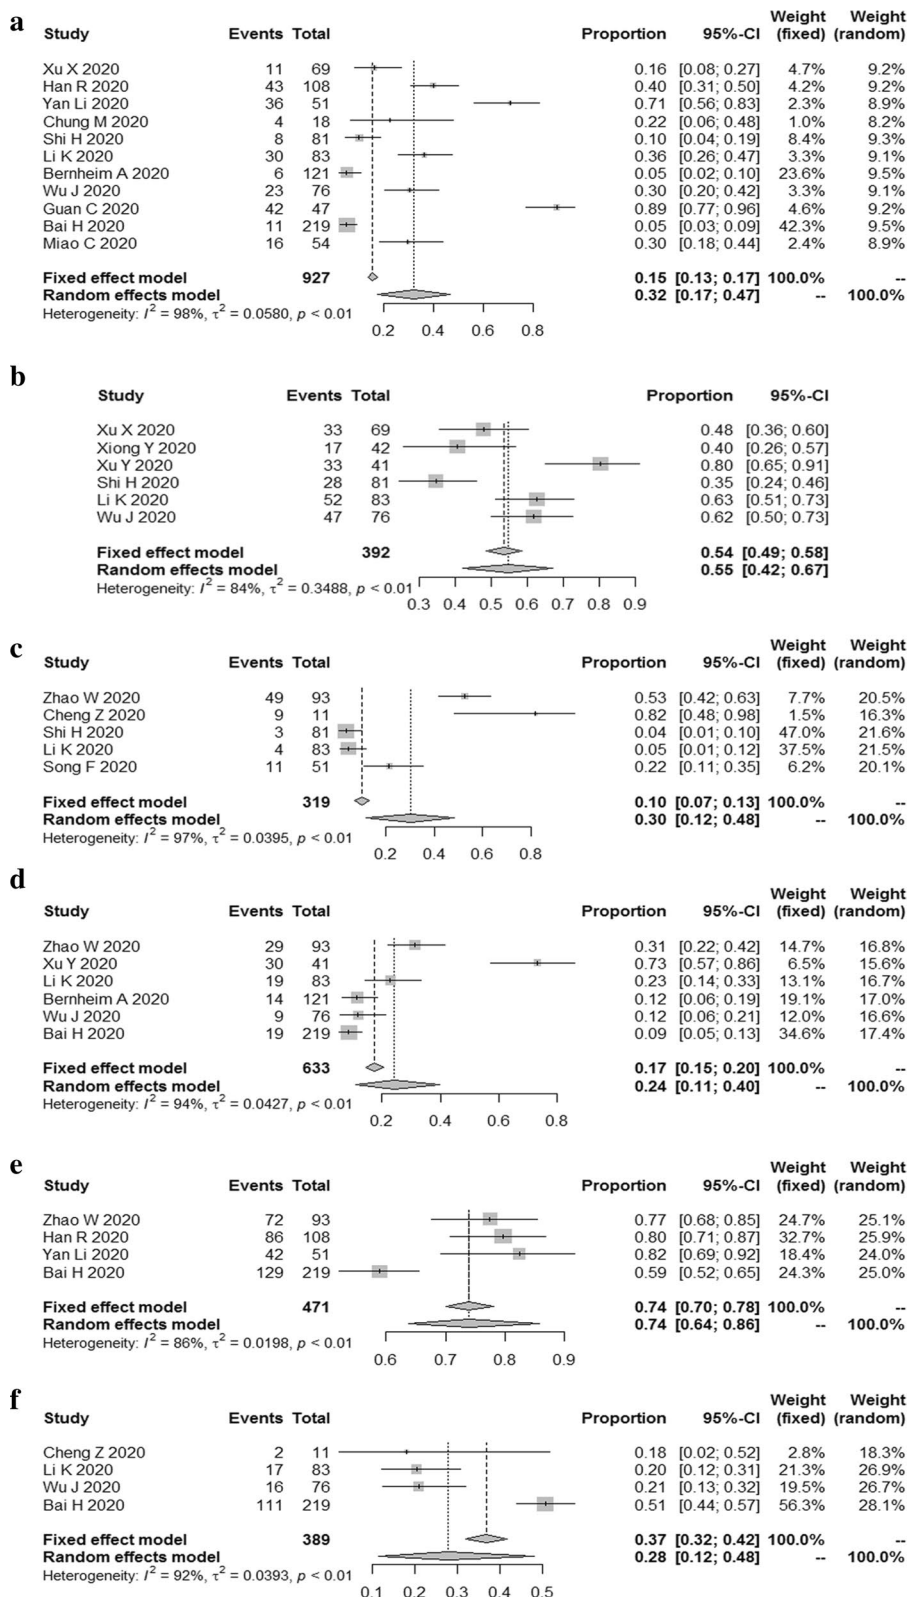 a
Weight Weight
Study Events Total Proportion 95%-CI (fixed) (random)
Xu X 2020 11 69 0.16 [0.08; 0.27] 4.7% 9.2%
Han R 2020 43 108 0.40 [0.31; 0.50] 4.2% 9.2%
Yan Li 2020 36 51 0.71 [0.56; 0.83] 2.3% 8.9%
Chung M 2020 4 18 0.22 [0.06; 0.48] 1.0% 8.2%
Shi H 2020 8 81 0.10 [0.04; 0.19] 8.4% 9.3%
Li K 2020 30 83 0.36 [0.26; 0.47] 3.3% 9.1%
Bernheim A 2020 6 121 0.05 [0.02; 0.10] 23.6% 9.5%
Wu J 2020 23 76 0.30 [0.20; 0.42] 3.3% 9.1%
Guan C 2020 42 47 0.89 [0.77; 0.96] 4.6% 9.2%
Bai H 2020 11 219 0.05 [0.03; 0.09] 42.3% 9.5%
Miao C 2020 16 54 0.30 [0.18; 0.44] 2.4% 8.9%
Fixed effect model 927 0.15 [0.13; 0.17] 100.0% --
Random effects model 0.32 [0.17; 0.47] -- 100.0%
Heterogeneity: I² = 98%, τ² = 0.0580, p < 0.01
0.2 0.4 0.6 0.8
b
Study Events Total Proportion 95%-CI
Xu X 2020 33 69 0.48 [0.36; 0.60]
Xiong Y 2020 17 42 0.40 [0.26; 0.57]
Xu Y 2020 33 41 0.80 [0.65; 0.91]
Shi H 2020 28 81 0.35 [0.24; 0.46]
Li K 2020 52 83 0.63 [0.51; 0.73]
Wu J 2020 47 76 0.62 [0.50; 0.73]
Fixed effect model 392 0.54 [0.49; 0.58]
Random effects model 0.55 [0.42; 0.67]
Heterogeneity: I² = 84%, τ² = 0.3488, p < 0.01
0.3 0.4 0.5 0.6 0.7 0.8 0.9
c
Weight Weight
Study Events Total Proportion 95%-CI (fixed) (random)
Zhao W 2020 49 93 0.53 [0.42; 0.63] 7.7% 20.5%
Cheng Z 2020 9 11 0.82 [0.48; 0.98] 1.5% 16.3%
Shi H 2020 3 81 0.04 [0.01; 0.10] 47.0% 21.6%
Li K 2020 4 83 0.05 [0.01; 0.12] 37.5% 21.5%
Song F 2020 11 51 0.22 [0.11; 0.35] 6.2% 20.1%
Fixed effect model 319 0.10 [0.07; 0.13] 100.0% --
Random effects model 0.30 [0.12; 0.48] -- 100.0%
Heterogeneity: I² = 97%, τ² = 0.0395, p < 0.01
0.2 0.4 0.6 0.8
d
Weight Weight
Study Events Total Proportion 95%-CI (fixed) (random)
Zhao W 2020 29 93 0.31 [0.22; 0.42] 14.7% 16.8%
Xu Y 2020 30 41 0.73 [0.57; 0.86] 6.5% 15.6%
Li K 2020 19 83 0.23 [0.14; 0.33] 13.1% 16.7%
Bernheim A 2020 14 121 0.12 [0.06; 0.19] 19.1% 17.0%
Wu J 2020 9 76 0.12 [0.06; 0.21] 12.0% 16.6%
Bai H 2020 19 219 0.09 [0.05; 0.13] 34.6% 17.4%
Fixed effect model 633 0.17 [0.15; 0.20] 100.0% --
Random effects model 0.24 [0.11; 0.40] -- 100.0%
Heterogeneity: I² = 94%, τ² = 0.0427, p < 0.01
0.2 0.4 0.6 0.8
e
Weight Weight
Study Events Total Proportion 95%-CI (fixed) (random)
Zhao W 2020 72 93 0.77 [0.68; 0.85] 24.7% 25.1%
Han R 2020 86 108 0.80 [0.71; 0.87] 32.7% 25.9%
Yan Li 2020 42 51 0.82 [0.69; 0.92] 18.4% 24.0%
Bai H 2020 129 219 0.59 [0.52; 0.65] 24.3% 25.0%
Fixed effect model 471 0.74 [0.70; 0.78] 100.0% --
Random effects model 0.74 [0.64; 0.86] -- 100.0%
Heterogeneity: I² = 86%, τ² = 0.0198, p < 0.01
0.6 0.7 0.8 0.9
f
Weight Weight
Study Events Total Proportion 95%-CI (fixed) (random)
Cheng Z 2020 2 11 0.18 [0.02; 0.52] 2.8% 18.3%
Li K 2020 17 83 0.20 [0.12; 0.31] 21.3% 26.9%
Wu J 2020 16 76 0.21 [0.13; 0.32] 19.5% 26.7%
Bai H 2020 111 219 0.51 [0.44; 0.57] 56.3% 28.1%
Fixed effect model 389 0.37 [0.32; 0.42] 100.0% --
Random effects model 0.28 [0.12; 0.48] -- 100.0%
Heterogeneity: I² = 92%, τ² = 0.0393, p < 0.01
0.1 0.2 0.3 0.4 0.5